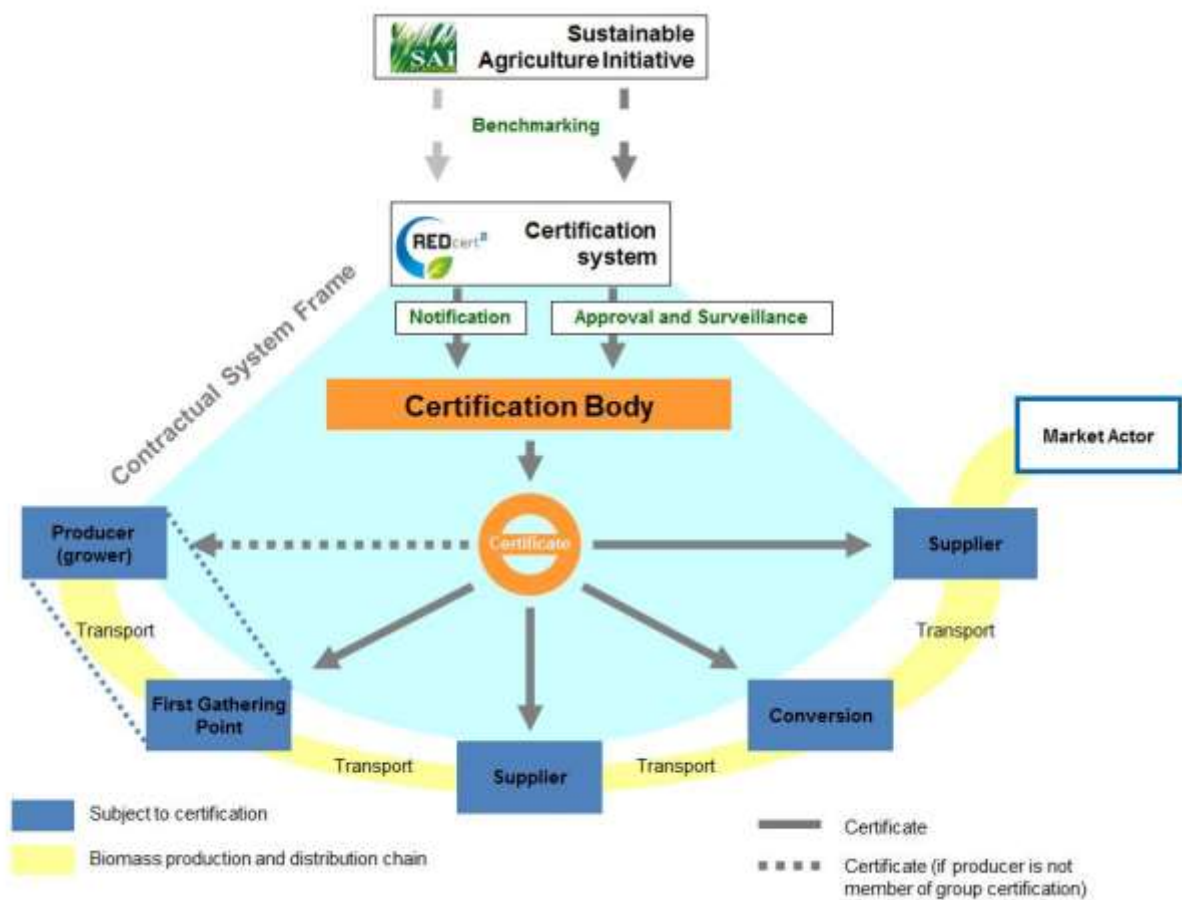 SAI
Sustainable
Agriculture Initiative
Benchmarking
REDcert²
Certification
system
Contractual System Frame
Notification
Approval and Surveillance
Certification Body
Market Actor
Producer
(grower)
Certificate
Supplier
Transport
Transport
First Gathering
Point
Conversion
Transport
Supplier
Transport
Subject to certification
Biomass production and distribution chain
Certificate
Certificate (if producer is not
member of group certification)